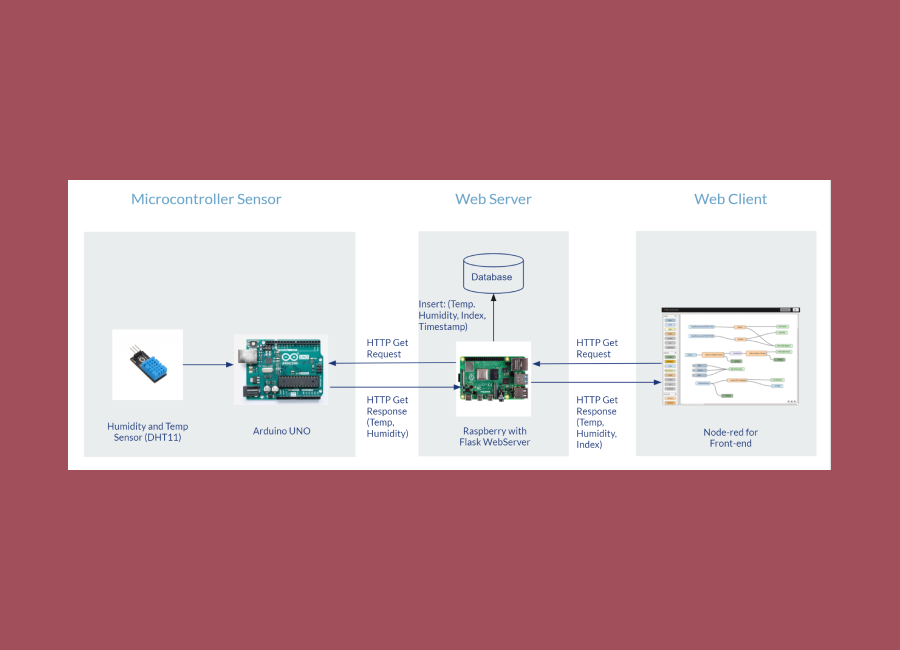 Microcontroller Sensor
Web Server
Web Client
Database
Insert: (Temp.
Humidity, Index,
Timestamp)
HTTP Get
Request
HTTP Get
Request
HTTP Get
Response
(Temp,
Humidity)
HTTP Get
Response
(Temp,
Humidity,
Index)
Humidity and Temp
Sensor (DHT11)
Arduino UNO
Raspberry with
Flask WebServer
Node-red for
Front-end